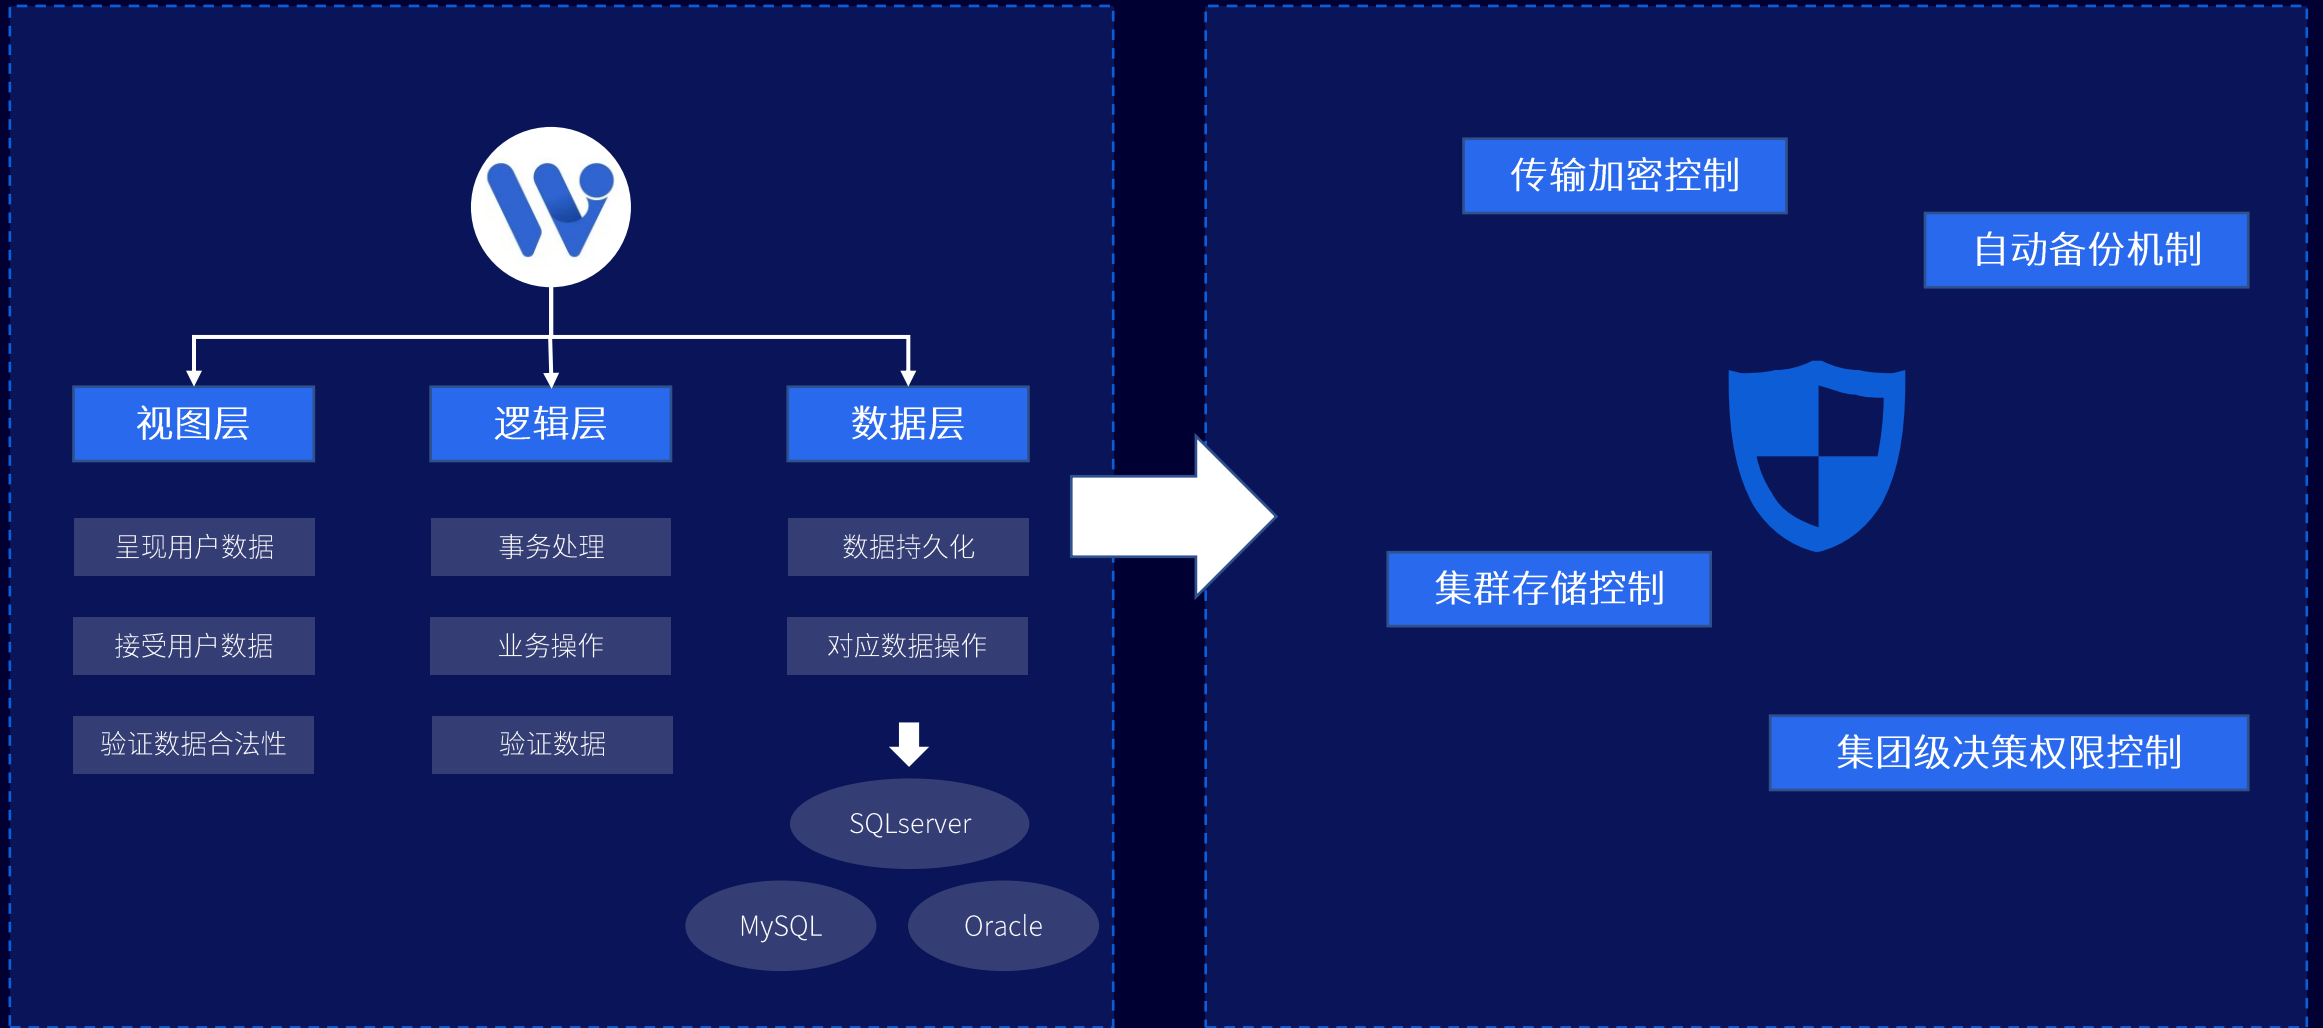 视图层
逻辑层
数据层
呈现用户数据
事务处理
数据持久化
接受用户数据
业务操作
对应数据操作
验证数据合法性
验证数据
SQLserver
MySQL
Oracle
传输加密控制
自动备份机制
集群存储控制
集团级决策权限控制